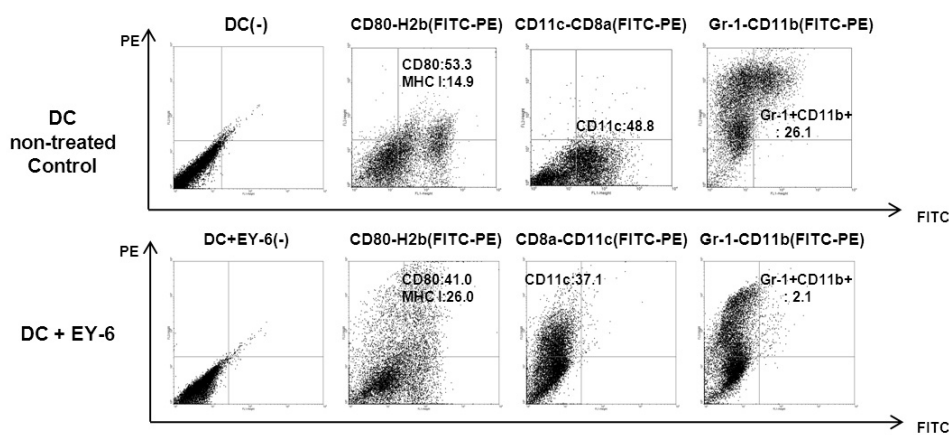 DC(-)
CD80-H2b(FITC-PE)
CD11c-CD8a(FITC-PE)
Gr-1-CD11b(FITC-PE)
PE
DC
non-treated
Control
CD80:53.3
MHC I:14.9
CD11c:48.8
Gr-1+CD11b+
: 26.1
FITC
DC+EY-6(-)
CD80-H2b(FITC-PE)
CD8a-CD11c(FITC-PE)
Gr-1-CD11b(FITC-PE)
PE
DC + EY-6
CD80:41.0
MHC I:26.0
CD11c:37.1
Gr-1+CD11b+
: 2.1
FITC